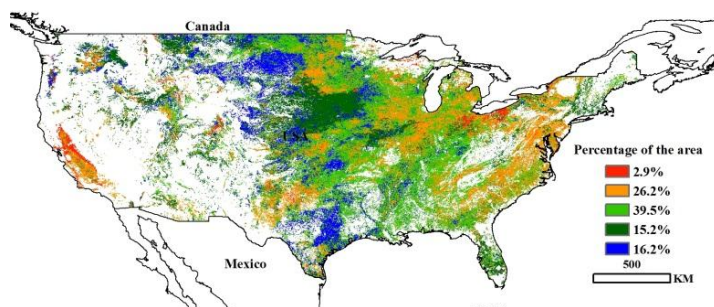 Canada
USA
Percentage of the area
2.9%
26.2%
39.5%
15.2%
16.2%
Mexico
500
KM